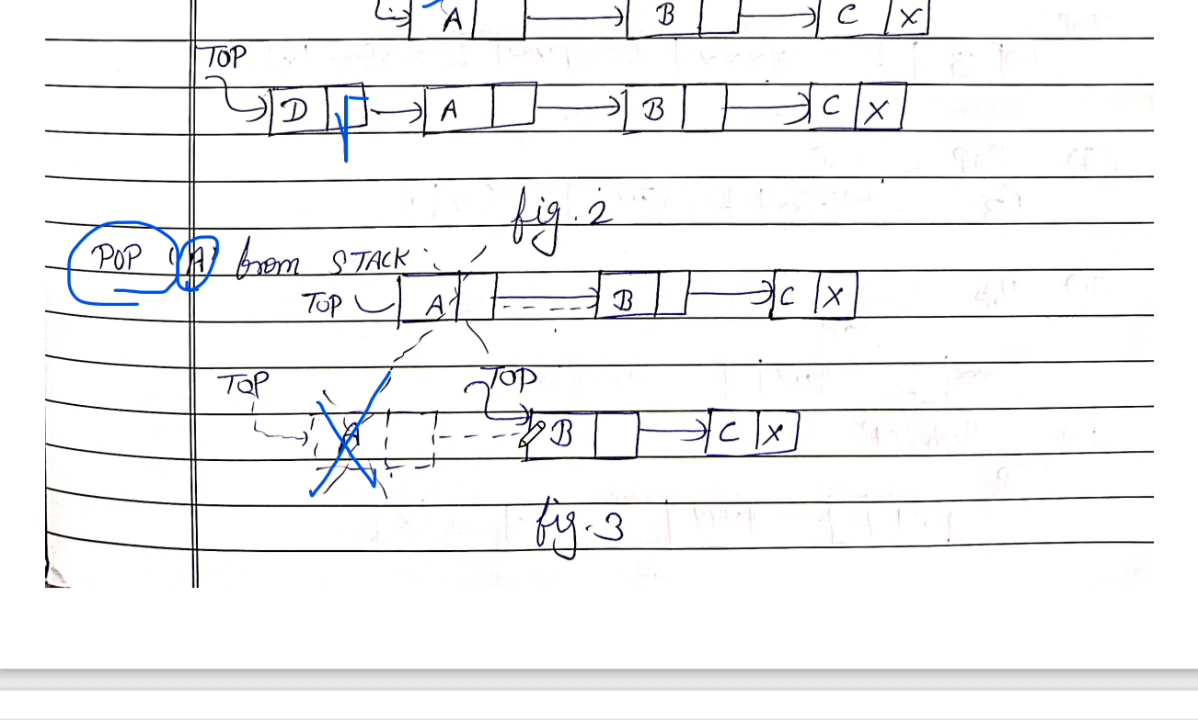 A B C X
TOP
D A B C X
fig. 2
POP 'A' from STACK :
TOP A B C X
TOP TOP
A B C X
fig. 3